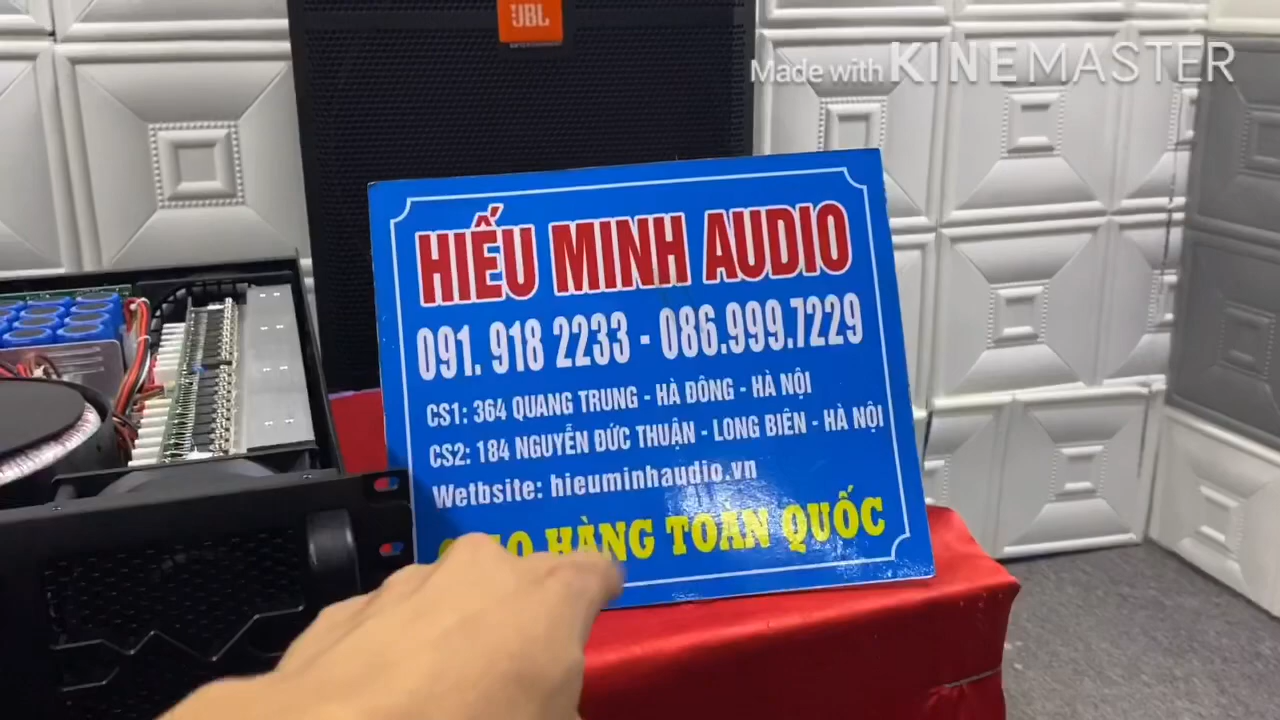 JBL
Made with KINEMASTER
HIẾU MINH AUDIO
091. 918 2233 - 086.999.7229
CS1: 364 QUANG TRUNG - HÀ ĐÔNG - HÀ NỘI
CS2: 184 NGUYỄN ĐỨC THUẬN - LONG BIÊN - HÀ NỘI
Wetbsite: hieuminhaudio.vn
HÀNG TOÀN QUỐC